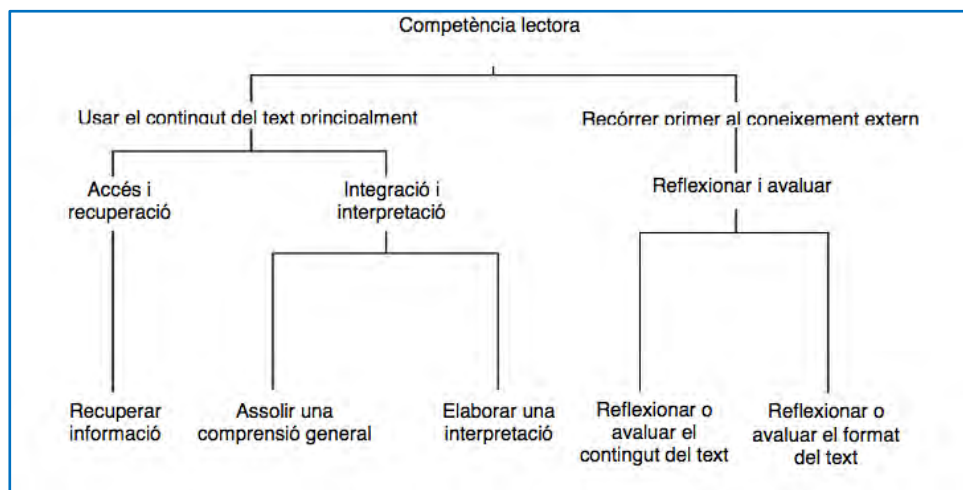 Competència lectora
Usar el contingut del text principalment
Recórrer primer al coneixement extern
Accés i
recuperació
Integració i
interpretació
Reflexionar i avaluar
Recuperar
informació
Assolir una
comprensió general
Elaborar una
interpretació
Reflexionar o
avaluar el
contingut del text
Reflexionar o
avaluar el format
del text